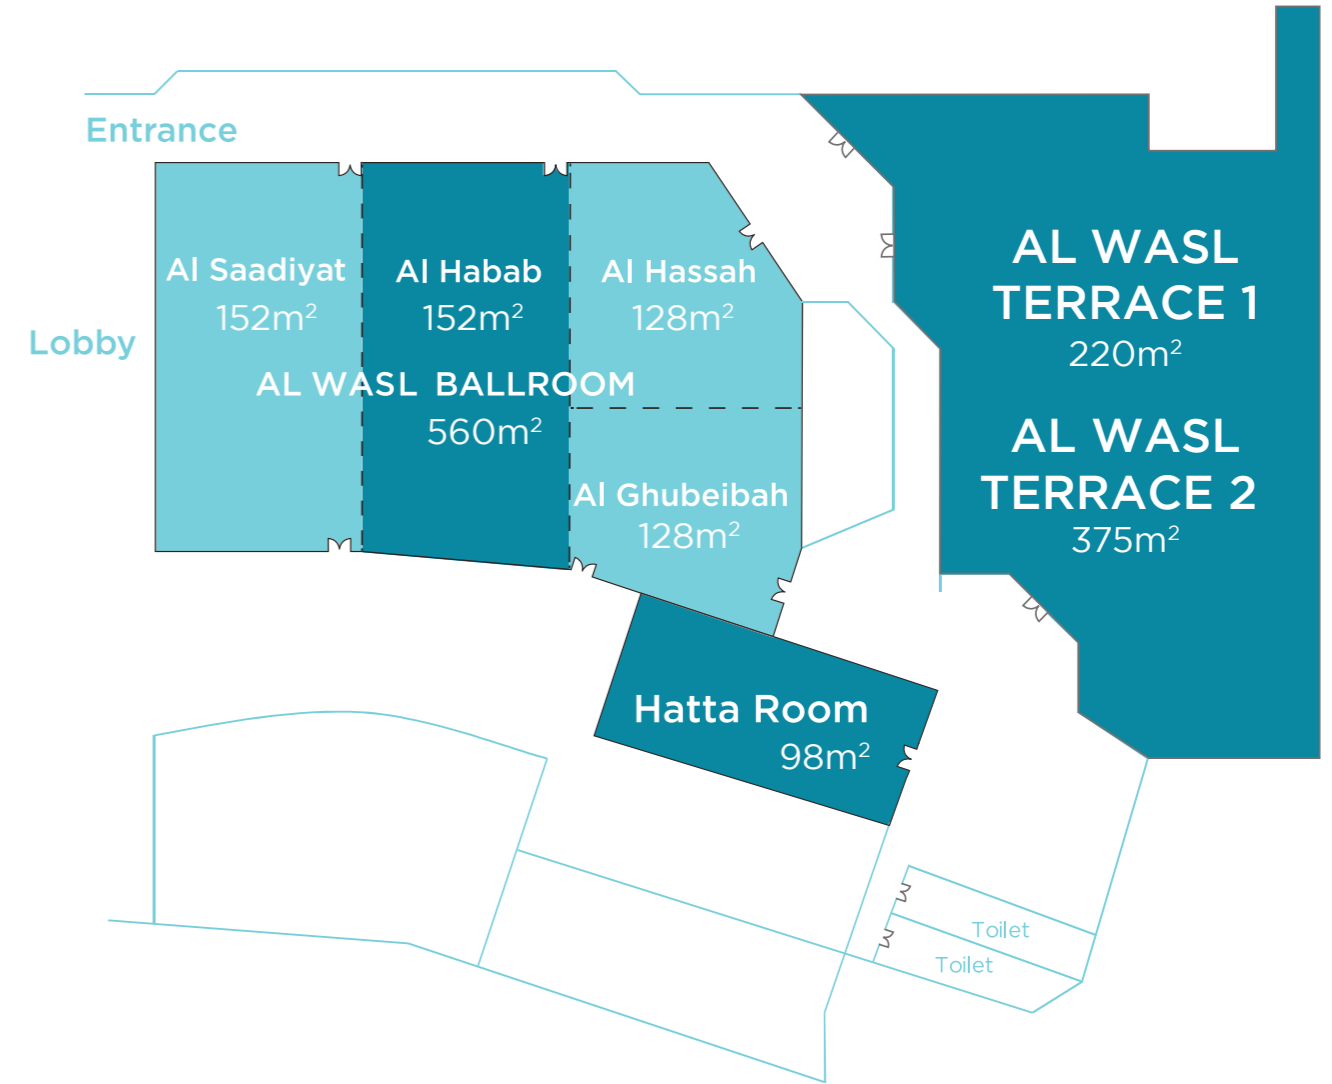 Entrance
Lobby
Al Saadiyat
152m²
Al Habab
152m²
Al Hassah
128m²
AL WASL BALLROOM
560m²
Al Ghubeibah
128m²
AL WASL
TERRACE 1
220m²
AL WASL
TERRACE 2
375m²
Hatta Room
98m²
Toilet
Toilet